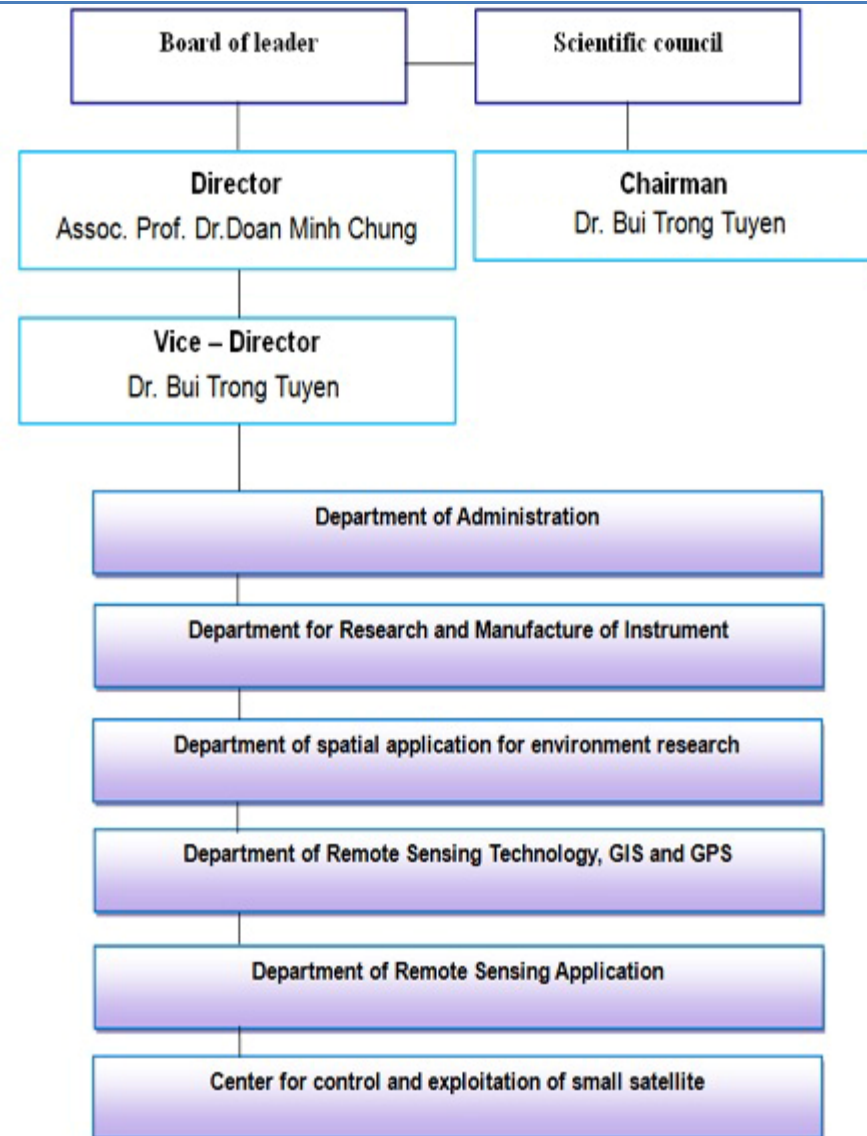 Board of leader
Scientific council
Director
Assoc. Prof. Dr.Doan Minh Chung
Chairman
Dr. Bui Trong Tuyen
Vice – Director
Dr. Bui Trong Tuyen
Department of Administration
Department for Research and Manufacture of Instrument
Department of spatial application for environment research
Department of Remote Sensing Technology, GIS and GPS
Department of Remote Sensing Application
Center for control and exploitation of small satellite